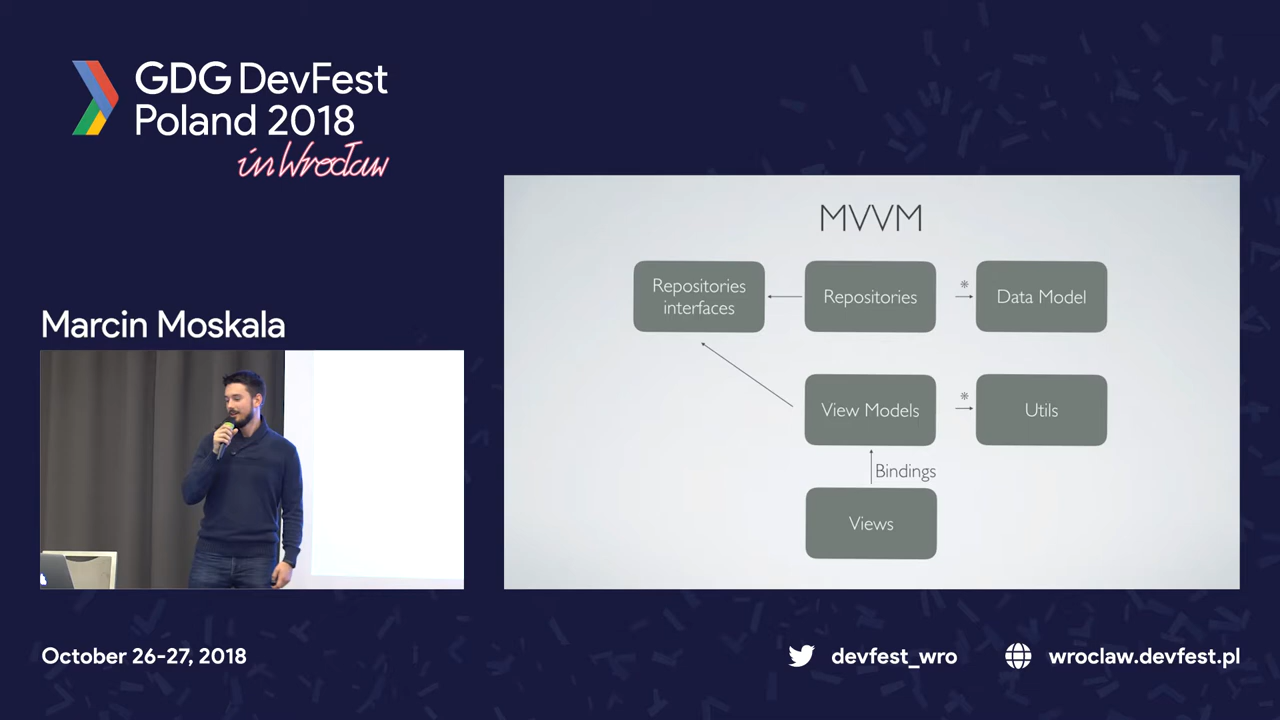 GDG DevFest
Poland 2018
in Wrocław
Marcin Moskala
MVVM
Repositories
interfaces
Repositories
*
Data Model
View Models
*
Utils
Bindings
Views
October 26-27, 2018
devfest_wro
wroclaw.devfest.pl